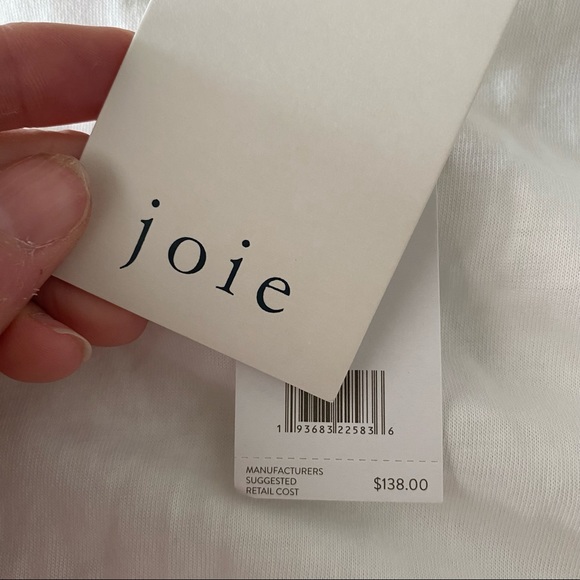 joie
1 93683 22583 6
MANUFACTURERS
SUGGESTED
RETAIL COST
$138.00